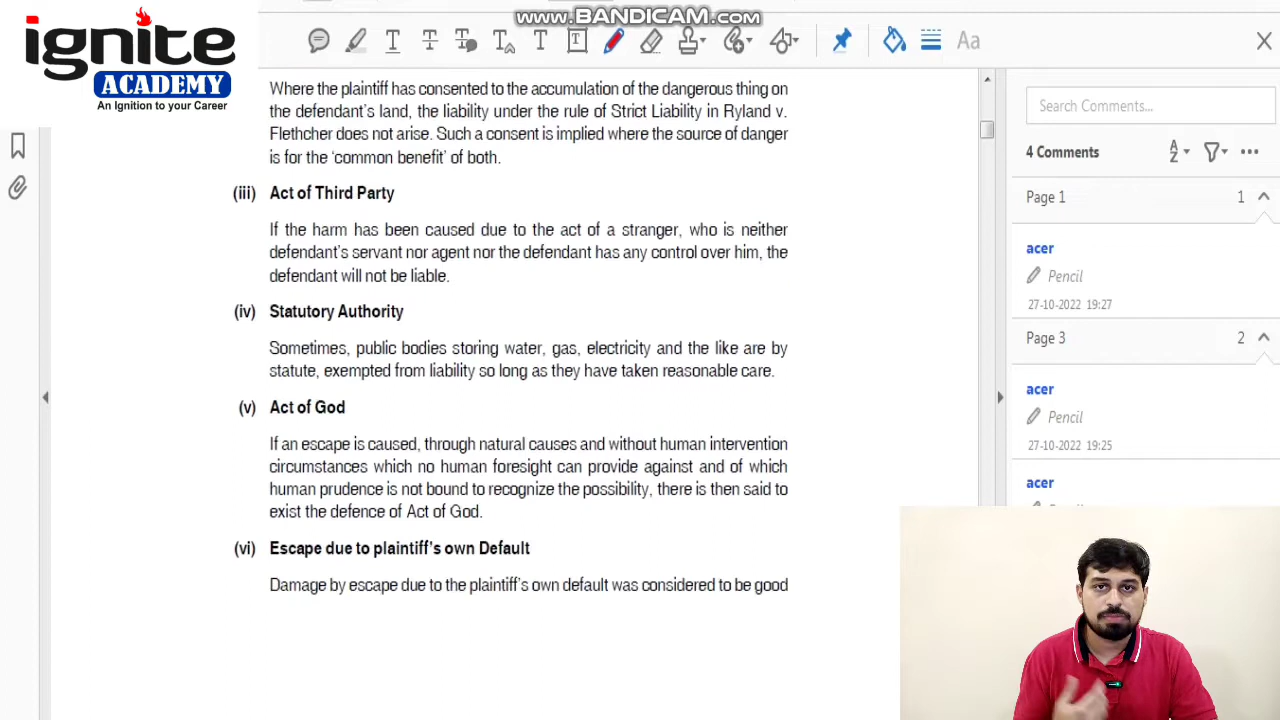 www.BANDICAM.com
ignite
ACADEMY
An Ignition to your Career
Aa
Where the plaintiff has consented to the accumulation of the dangerous thing on
the defendant's land, the liability under the rule of Strict Liability in Ryland v.
Flethcher does not arise. Such a consent is implied where the source of danger
is for the 'common benefit' of both.
(iii) Act of Third Party
If the harm has been caused due to the act of a stranger, who is neither
defendant's servant nor agent nor the defendant has any control over him, the
defendant will not be liable.
(iv) Statutory Authority
Sometimes, public bodies storing water, gas, electricity and the like are by
statute, exempted from liability so long as they have taken reasonable care.
(v) Act of God
If an escape is caused, through natural causes and without human intervention
circumstances which no human foresight can provide against and of which
human prudence is not bound to recognize the possibility, there is then said to
exist the defence of Act of God.
(vi) Escape due to plaintiff's own Default
Damage by escape due to the plaintiff's own default was considered to be good
Search Comments...
4 Comments
Page 1 1
acer
Pencil
27-10-2022 19:27
Page 3 2
acer
Pencil
27-10-2022 19:25
acer